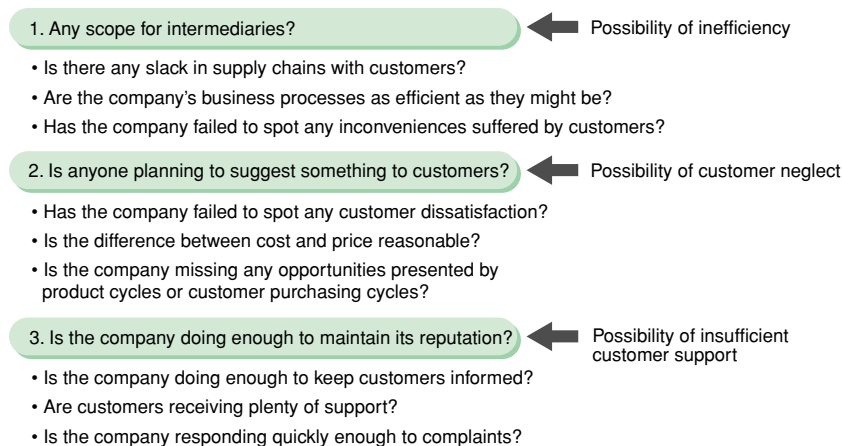 1. Any scope for intermediaries?
Possibility of inefficiency
• Is there any slack in supply chains with customers?
• Are the company's business processes as efficient as they might be?
• Has the company failed to spot any inconveniences suffered by customers?
2. Is anyone planning to suggest something to customers?
Possibility of customer neglect
• Has the company failed to spot any customer dissatisfaction?
• Is the difference between cost and price reasonable?
• Is the company missing any opportunities presented by
product cycles or customer purchasing cycles?
3. Is the company doing enough to maintain its reputation?
Possibility of insufficient
customer support
• Is the company doing enough to keep customers informed?
• Are customers receiving plenty of support?
• Is the company responding quickly enough to complaints?